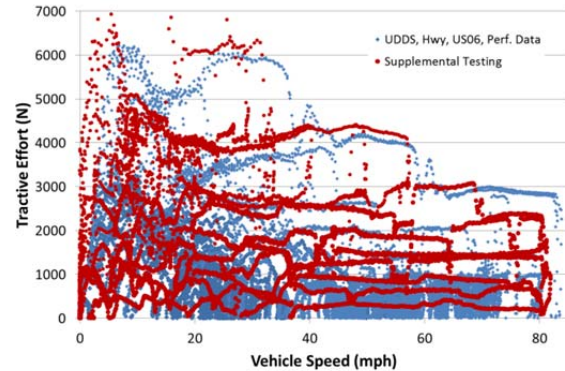 7000
6000
5000
4000
3000
2000
1000
0
Tractive Effort (N)
UDDS, Hwy, US06, Perf. Data
Supplemental Testing
0 20 40 60 80
Vehicle Speed (mph)